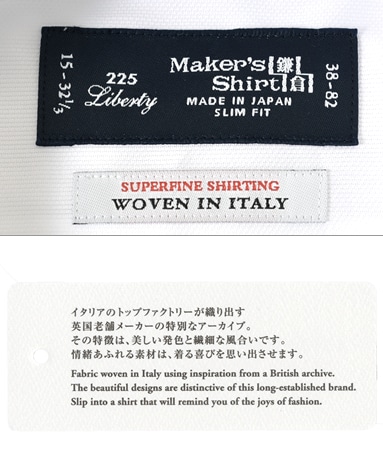 15 - 32 1/3
225
Liberty
Maker's
Shirt 鎌倉
MADE IN JAPAN
SLIM FIT
38 - 82
SUPERFINE SHIRTING
WOVEN IN ITALY
イタリアのトップファクトリーが織り出す
英国老舗メーカーの特別なアーカイブ。
その特徴は、美しい発色と繊細な風合いです。
情緒あふれる素材は、着る喜びを思い出させます。
Fabric woven in Italy using inspiration from a British archive.
The beautiful designs are distinctive of this long-established brand.
Slip into a shirt that will remind you of the joys of fashion.